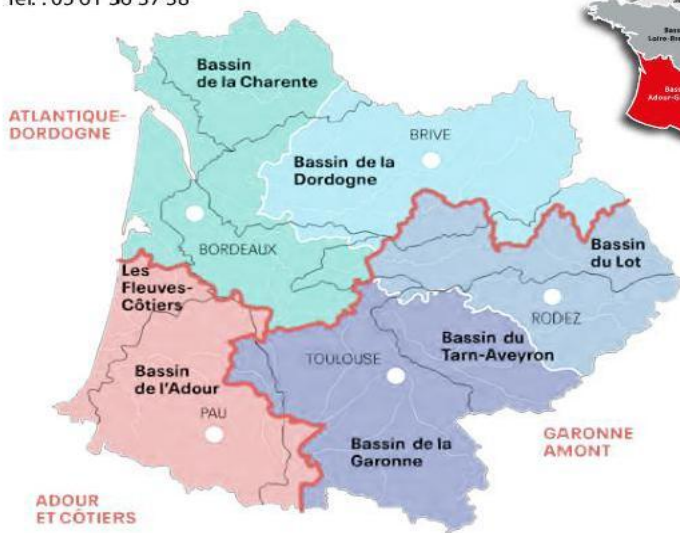 Bassin
de la Charente
ATLANTIQUE-
DORDOGNE
BRIVE
Bassin de la
Dordogne
BORDEAUX
Bassin
du Lot
Les
Fleuves-
Côtiers
RODEZ
Bassin du
Tarn-Aveyron
TOULOUSE
Bassin
de l'Adour
PAU
Bassin de la
Garonne
GARONNE
AMONT
ADOUR
ET CÔTIERS